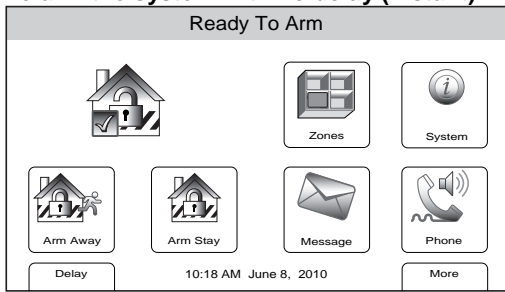 Ready To Arm
Zones
System
Arm Away
Arm Stay
Message
Phone
Delay
10:18 AM June 8, 2010
More